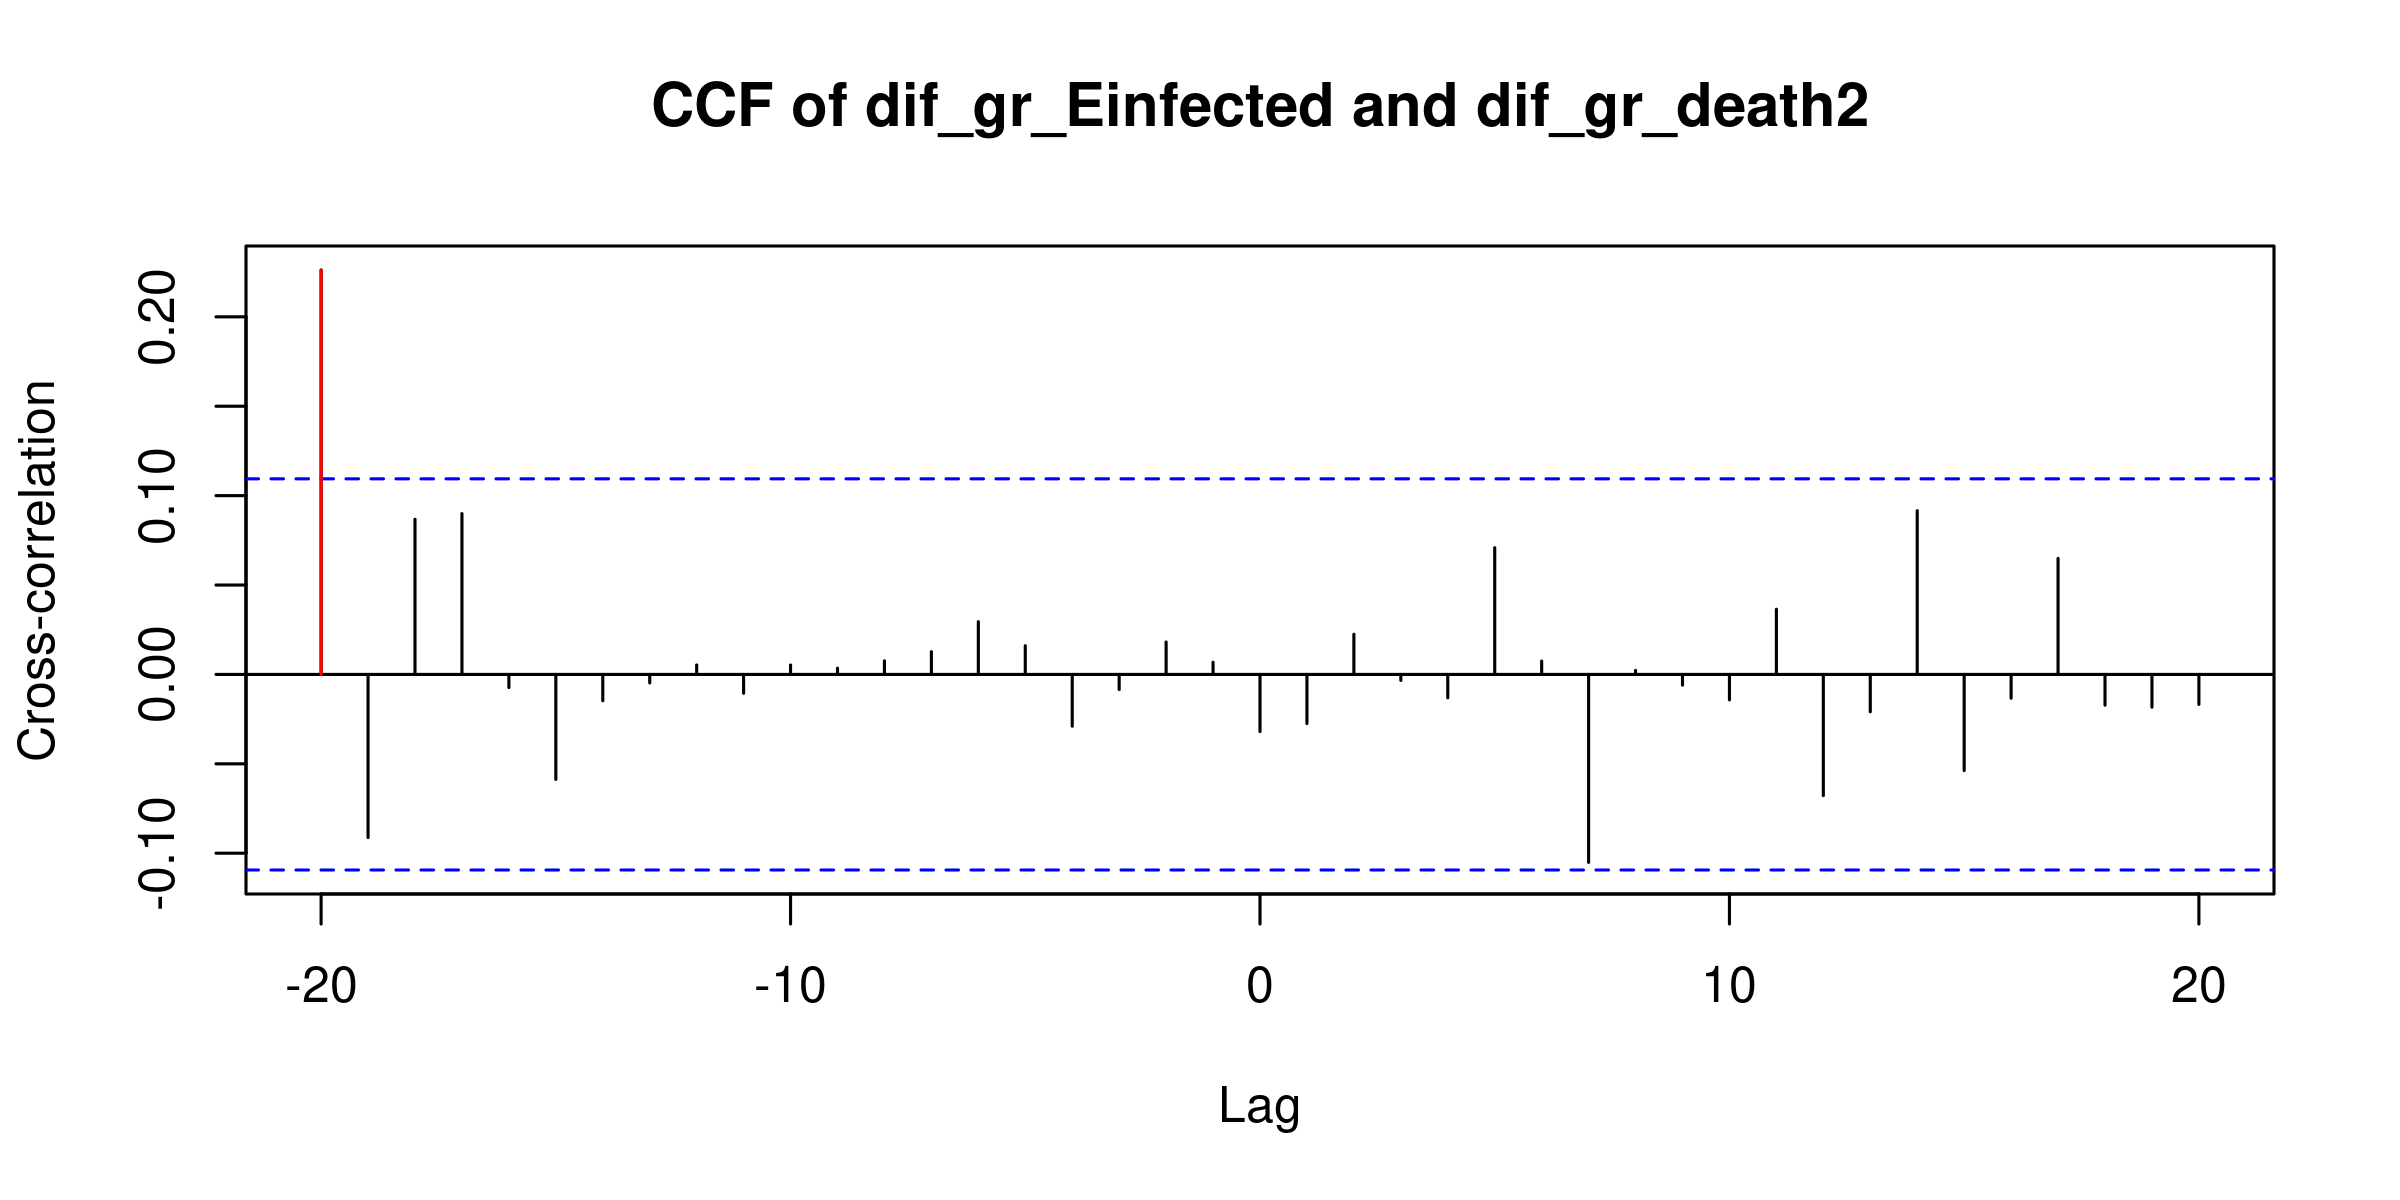 CCF of dif_gr_Einfected and dif_gr_death2
Cross-correlation
0.20
0.10
0.00
-0.10
-20 -10 0 10 20
Lag